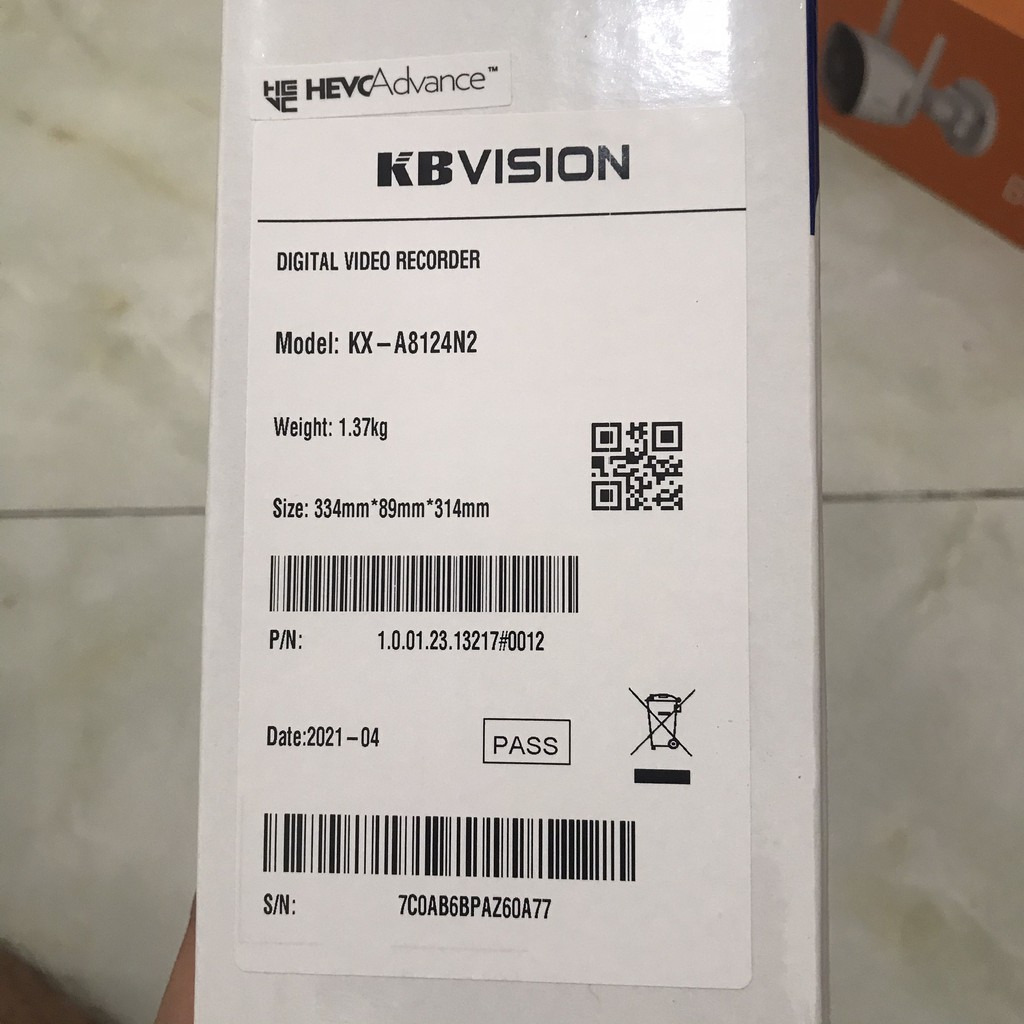 HEVC HEVCAdvance™
KBVISION
DIGITAL VIDEO RECORDER
Model: KX-A8124N2
Weight: 1.37kg
Size: 334mm*89mm*314mm
P/N: 1.0.01.23.13217#0012
Date:2021-04
PASS
S/N: 7C0AB6BPAZ60A77